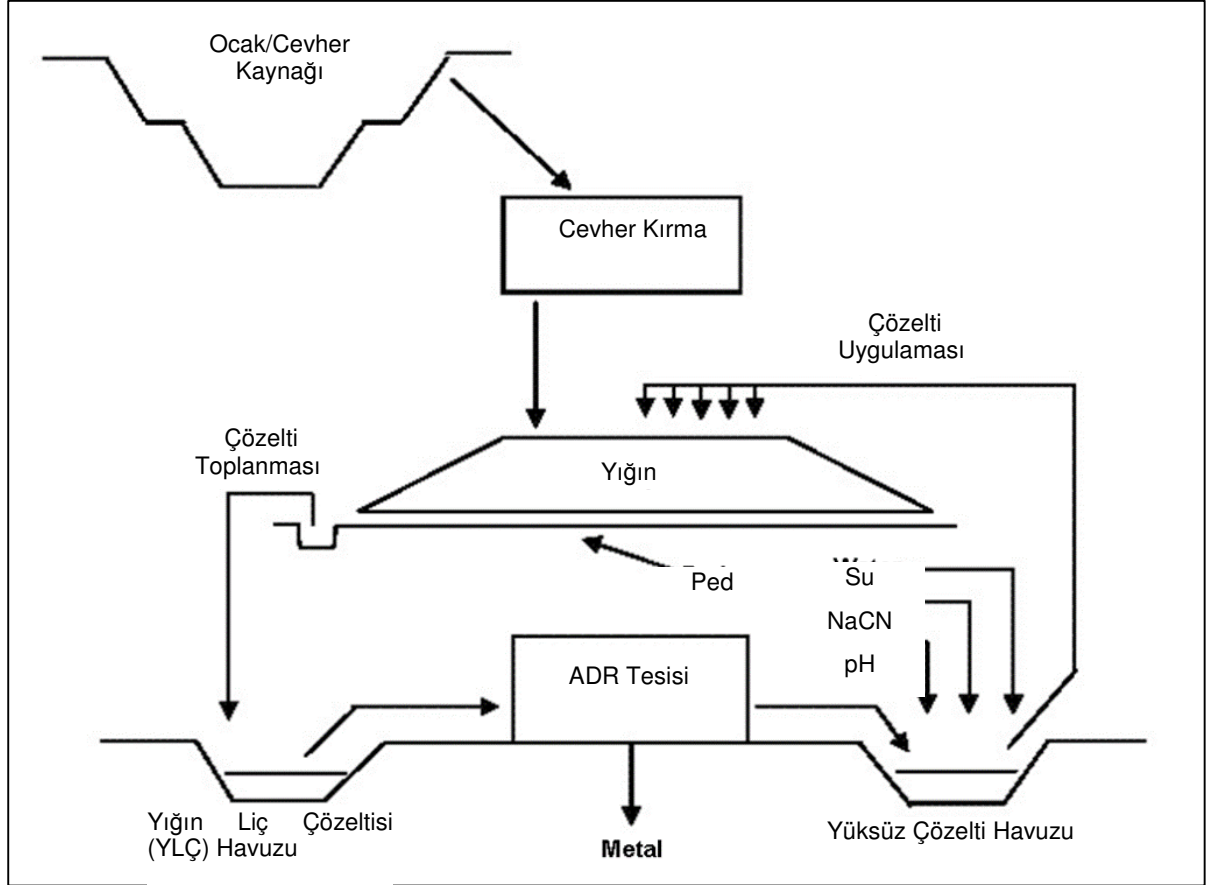 Ocak/Cevher
Kaynağı
Cevher Kırma
Çözelti
Uygulaması
Çözelti
Toplanması
Yığın
Ped
Su
NaCN
pH
ADR Tesisi
Yığın Liç Çözeltisi
(YLÇ) Havuzu
Metal
Yüksüz Çözelti Havuzu